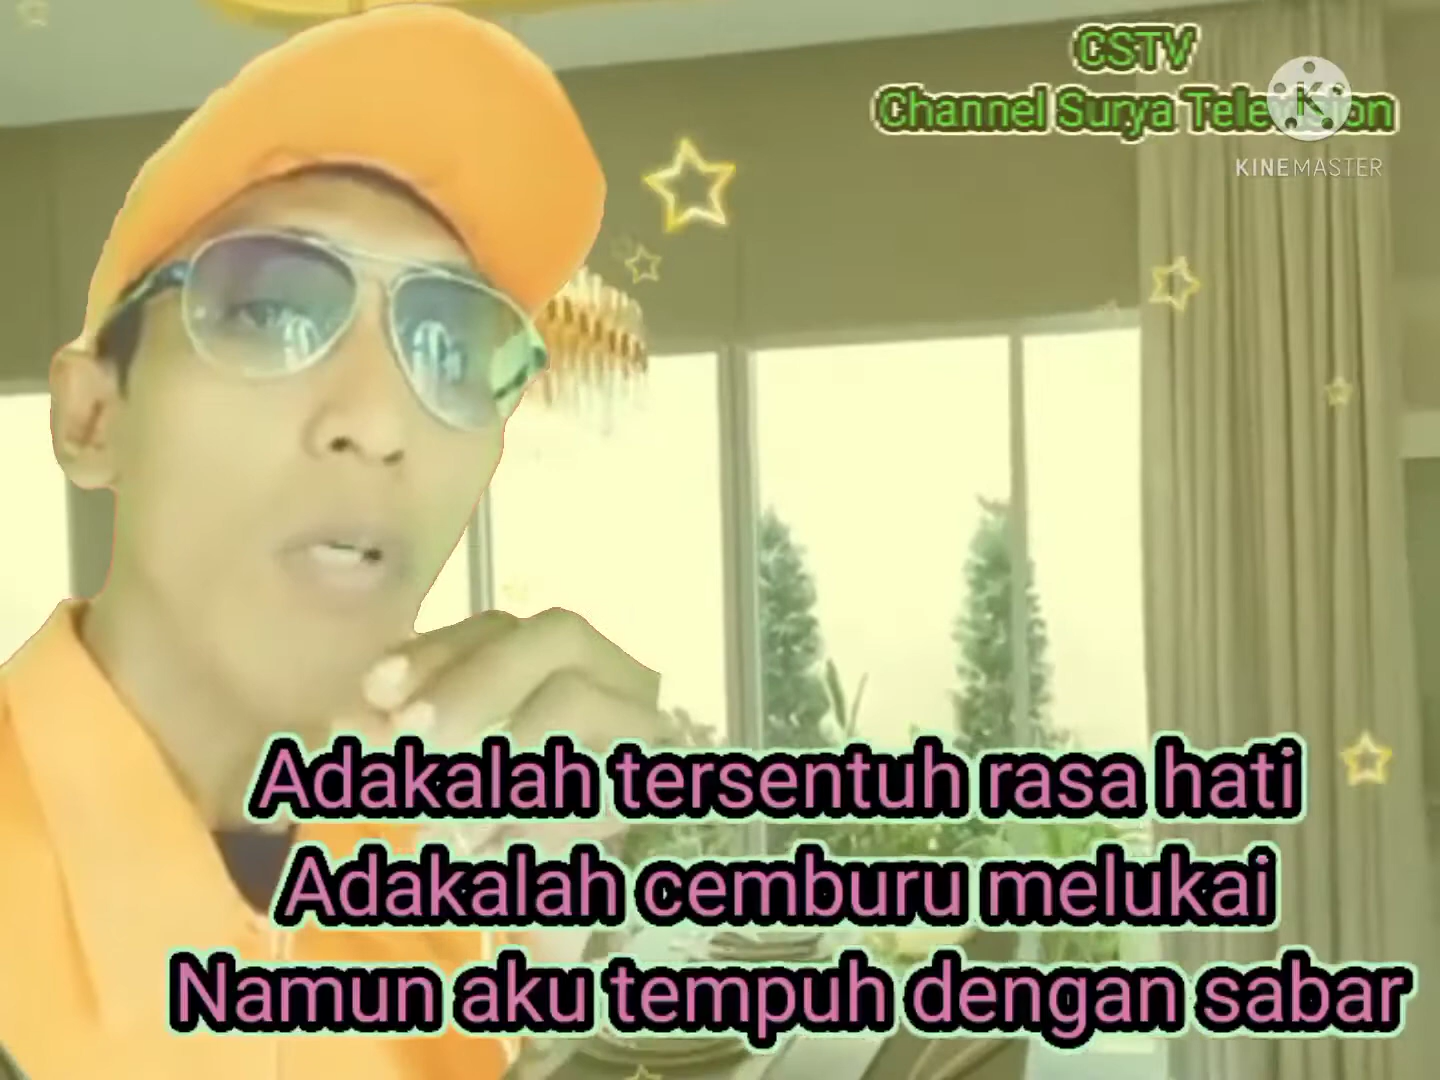 CSTV
Channel Surya Television
KINEMASTER
Adakalah tersentuh rasa hati
Adakalah cemburu melukai
Namun aku tempuh dengan sabar